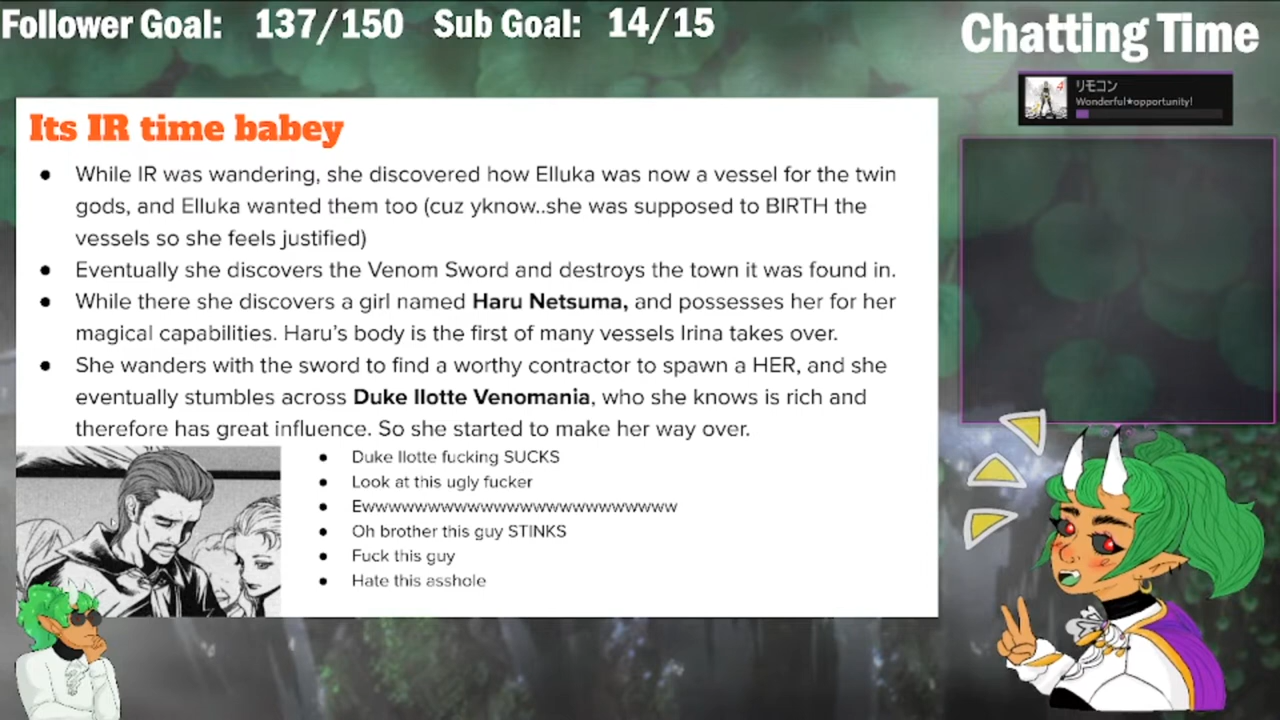 Follower Goal: 137/150 Sub Goal: 14/15
Chatting Time
リモコン
Wonderful★opportunity!
Its IR time babey
● While IR was wandering, she discovered how Elluka was now a vessel for the twin
gods, and Elluka wanted them too (cuz yknow..she was supposed to BIRTH the
vessels so she feels justified)
● Eventually she discovers the Venom Sword and destroys the town it was found in.
● While there she discovers a girl named Haru Netsuma, and possesses her for her
magical capabilities. Haru's body is the first of many vessels Irina takes over.
● She wanders with the sword to find a worthy contractor to spawn a HER, and she
eventually stumbles across Duke Ilotte Venomania, who she knows is rich and
therefore has great influence. So she started to make her way over.
● Duke Ilotte fucking SUCKS
● Look at this ugly fucker
● Ewwwwwwwwwwwwwwwwwwwwwwww
● Oh brother this guy STINKS
● Fuck this guy
● Hate this asshole